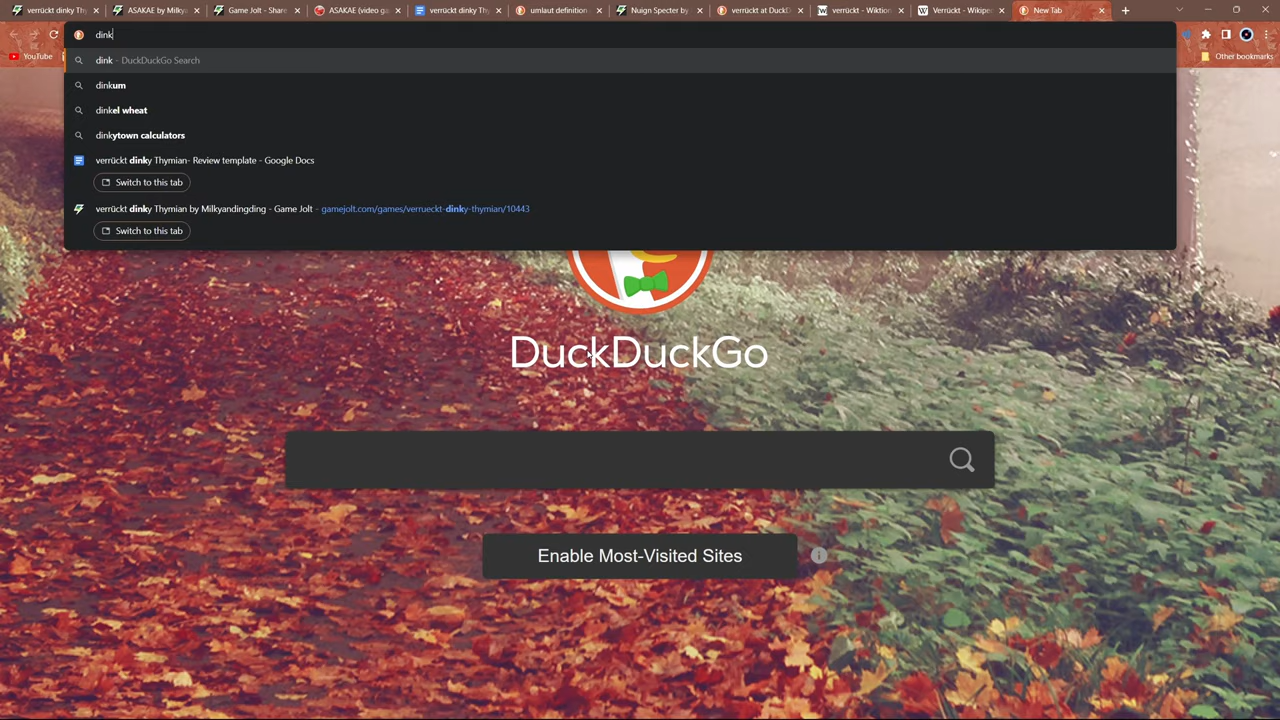 verrückt dinky Thy
ASAKAE by Milky
Game Jolt - Share
ASAKAE (video ga
verrückt dinky Thy
umlaut definition
Nuign Specter by
verrückt at DuckD
verrückt - Wiktion
Verrückt - Wikipe
New Tab
dink
YouTube
Other bookmarks
dink - DuckDuckGo Search
dinkum
dinkel wheat
dinkytown calculators
verrückt dinky Thymian- Review template - Google Docs
Switch to this tab
verrückt dinky Thymian by Milkyandingding - Game Jolt - gamejolt.com/games/verrueckt-dinky-thymian/10443
Switch to this tab
DuckDuckGo
Enable Most-Visited Sites